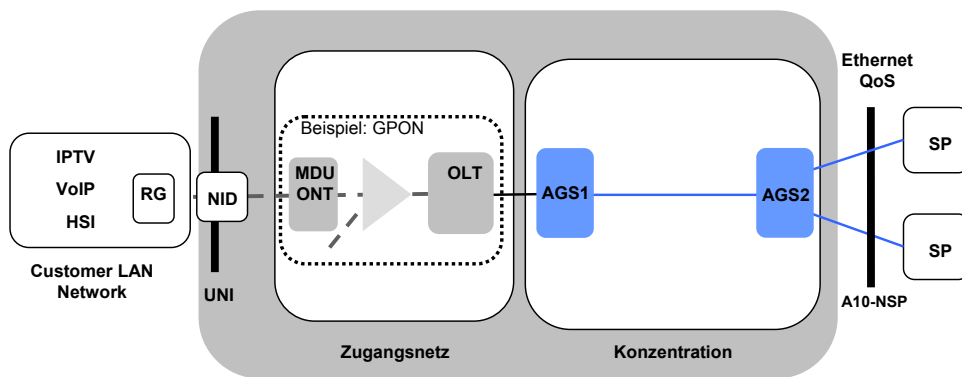 Ethernet
QoS
Beispiel: GPON
IPTV
VoIP
HSI
RG
NID
MDU
ONT
OLT
AGS1
AGS2
SP
SP
Customer LAN
Network
UNI
A10-NSP
Zugangsnetz
Konzentration